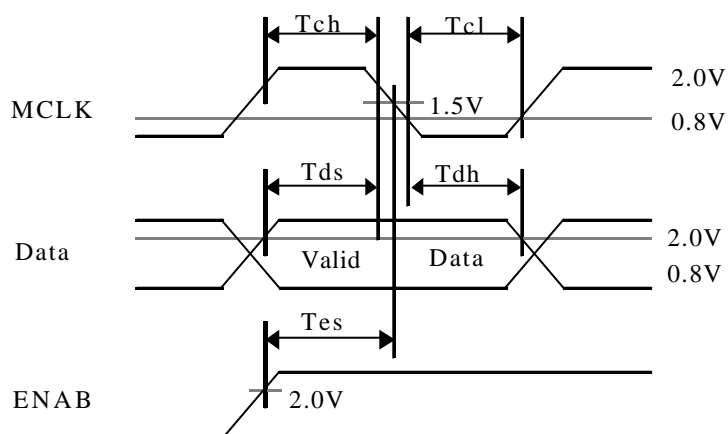 Tch Tcl
2.0V
MCLK 1.5V
0.8V
Tds Tdh
Data 2.0V
Valid Data
0.8V
Tes
ENAB 2.0V